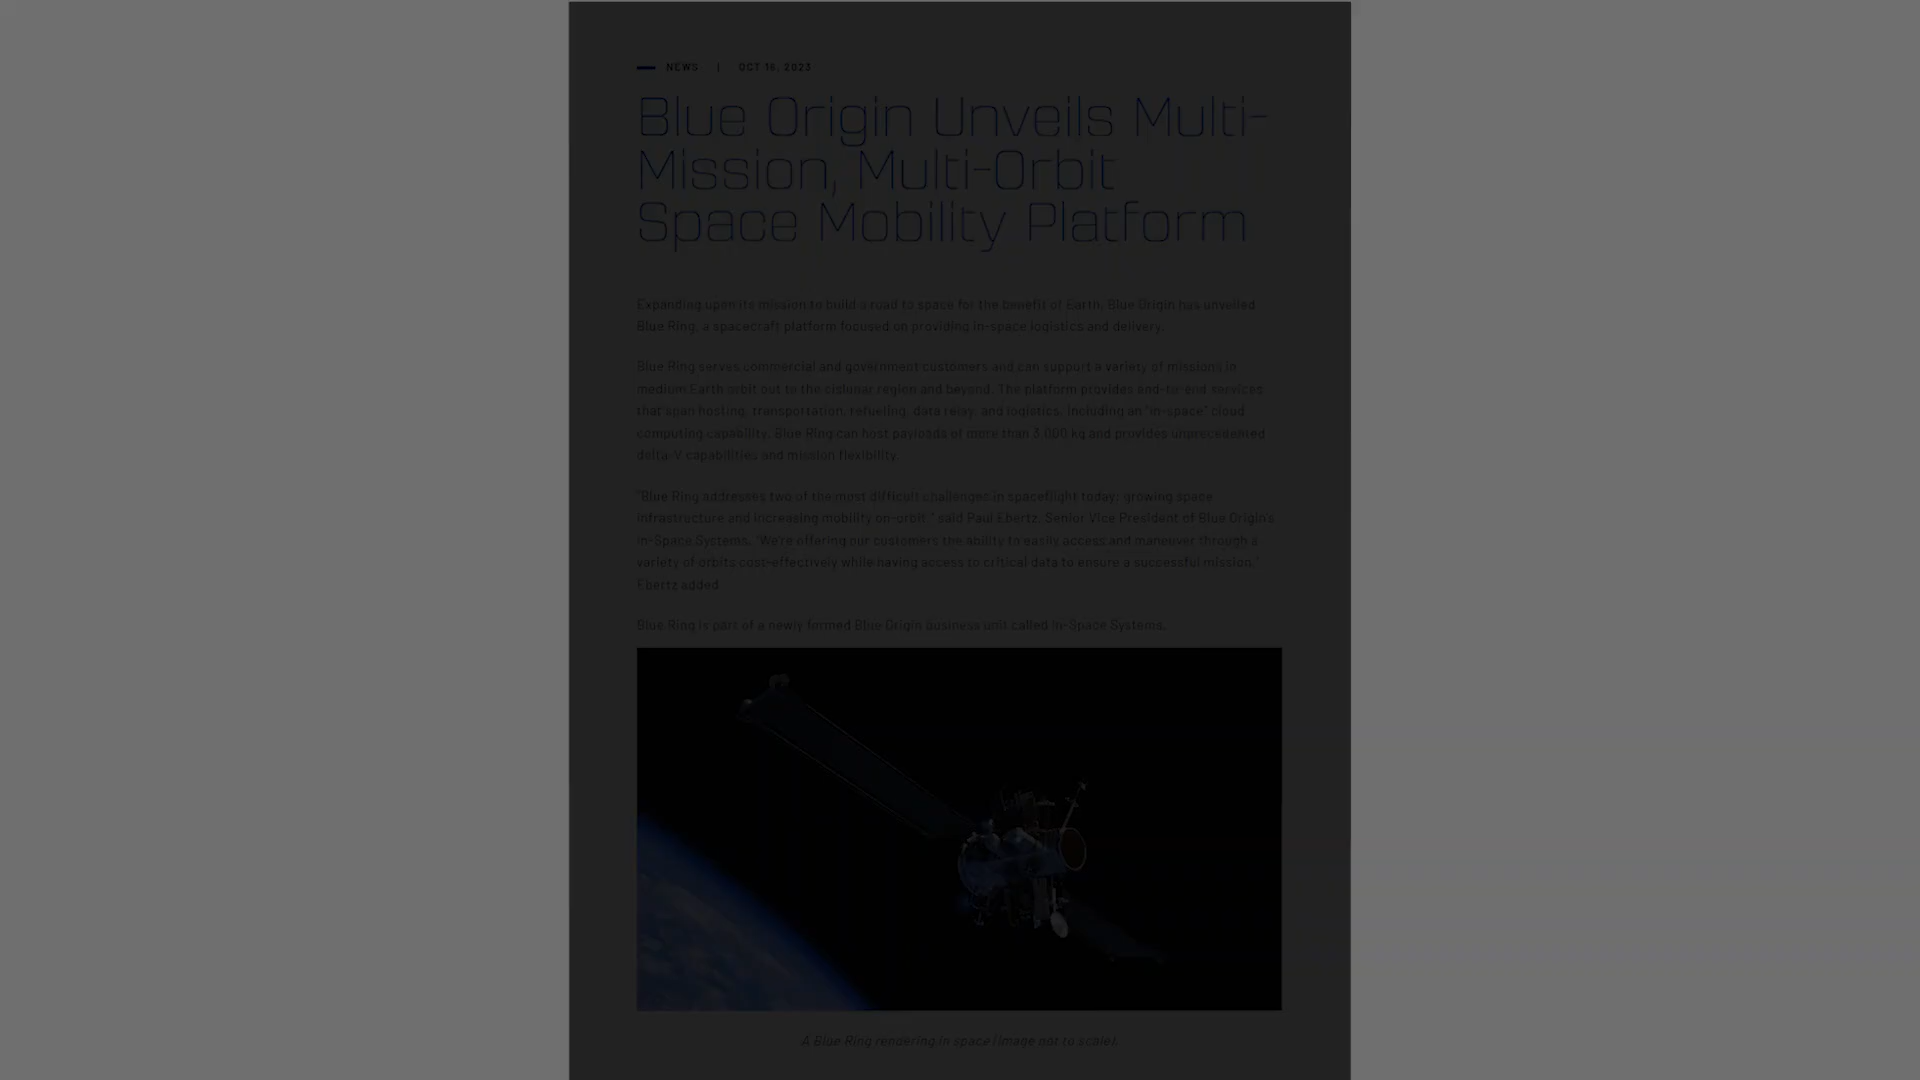 NEWS | OCT 16, 2023
Blue Origin Unveils Multi-
Mission, Multi-Orbit
Space Mobility Platform
Expanding upon its mission to build a road to space for the benefit of Earth, Blue Origin has unveiled
Blue Ring, a spacecraft platform focused on providing in-space logistics and delivery.
Blue Ring serves commercial and government customers and can support a variety of missions in
medium Earth orbit out to the cislunar region and beyond. The platform provides end-to-end services
that span hosting, transportation, refueling, data relay, and logistics, including an "in-space" cloud
computing capability. Blue Ring can host payloads of more than 3,000 kg and provides unprecedented
delta-V capabilities and mission flexibility.
"Blue Ring addresses two of the most difficult challenges in spaceflight today: growing space
infrastructure and increasing mobility on-orbit," said Paul Ebertz, Senior Vice President of Blue Origin's
In-Space Systems. "We're offering our customers the ability to easily access and maneuver through a
variety of orbits cost-effectively while having access to critical data to ensure a successful mission,"
Ebertz added.
Blue Ring is part of a newly formed Blue Origin business unit called In-Space Systems.
A Blue Ring rendering in space (Image not to scale).